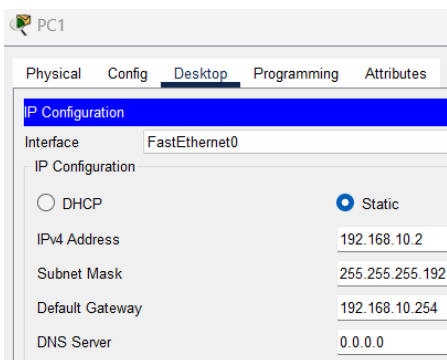 PC1
Physical Config Desktop Programming Attributes
IP Configuration
Interface FastEthernet0
IP Configuration
DHCP Static
IPv4 Address 192.168.10.2
Subnet Mask 255.255.255.192
Default Gateway 192.168.10.254
DNS Server 0.0.0.0